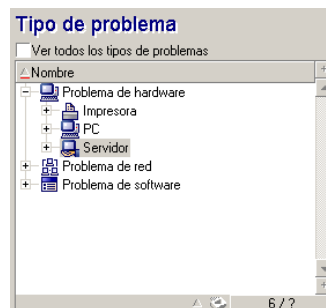 Tipo de problema
Ver todos los tipos de problemas
Nombre
Problema de hardware
Impresora
PC
Servidor
Problema de red
Problema de software
6 / ?